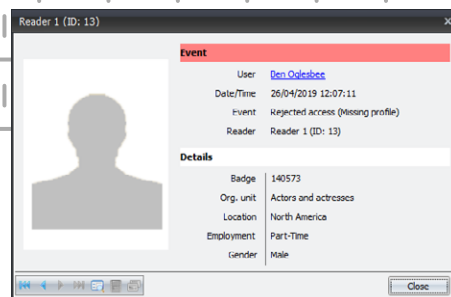 Reader 1 (ID: 13)
Event
User Ben Oglesbee
Date/Time 26/04/2019 12:07:11
Event Rejected access (Missing profile)
Reader Reader 1 (ID: 13)
Details
Badge 140573
Org. unit Actors and actresses
Location North America
Employment Part-Time
Gender Male
Close